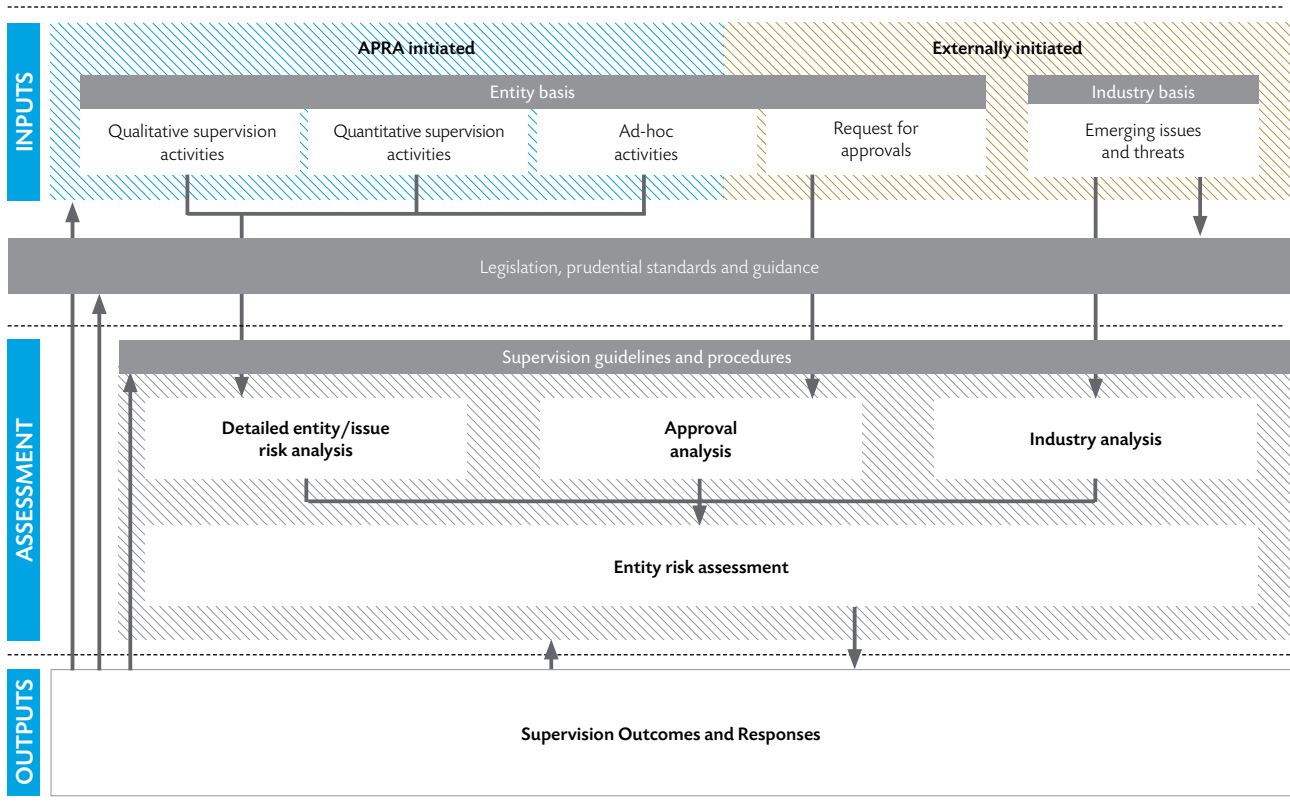 INPUTS
APRA initiated
Externally initiated
Entity basis
Industry basis
Qualitative supervision
activities
Quantitative supervision
activities
Ad-hoc
activities
Request for
approvals
Emerging issues
and threats
Legislation, prudential standards and guidance
ASSESSMENT
Supervision guidelines and procedures
Detailed entity/issue
risk analysis
Approval
analysis
Industry analysis
Entity risk assessment
OUTPUTS
Supervision Outcomes and Responses